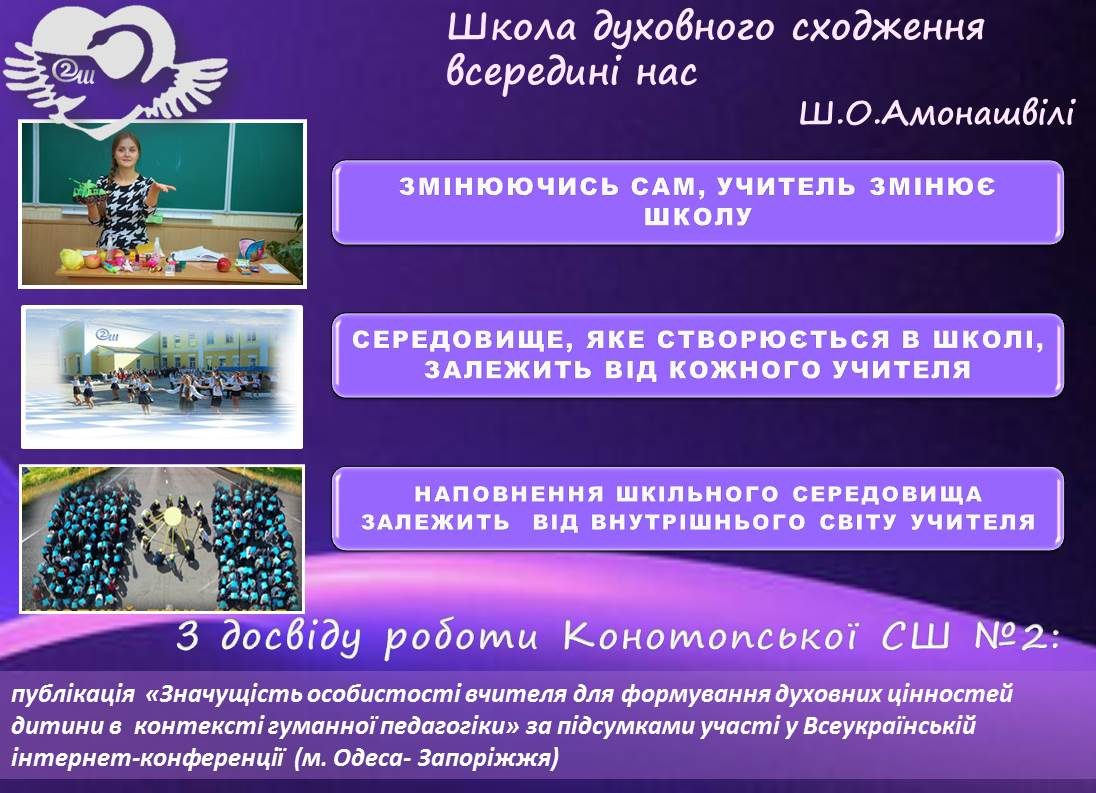 Школа духовного сходження
всередині нас
Ш.О.Амонашвілі
2Ш
ЗМІНЮЮЧИСЬ САМ, УЧИТЕЛЬ ЗМІНЮЄ
ШКОЛУ
2Ш
СЕРЕДОВИЩЕ, ЯКЕ СТВОРЮЄТЬСЯ В ШКОЛІ,
ЗАЛЕЖИТЬ ВІД КОЖНОГО УЧИТЕЛЯ
НАПОВНЕННЯ ШКІЛЬНОГО СЕРЕДОВИЩА
ЗАЛЕЖИТЬ ВІД ВНУТРІШНЬОГО СВІТУ УЧИТЕЛЯ
З досвіду роботи Конотопської СШ №2:
публікація «Значущість особистості вчителя для формування духовних цінностей
дитини в контексті гуманної педагогіки» за підсумками участі у Всеукраїнській
інтернет-конференції (м. Одеса- Запоріжжя)